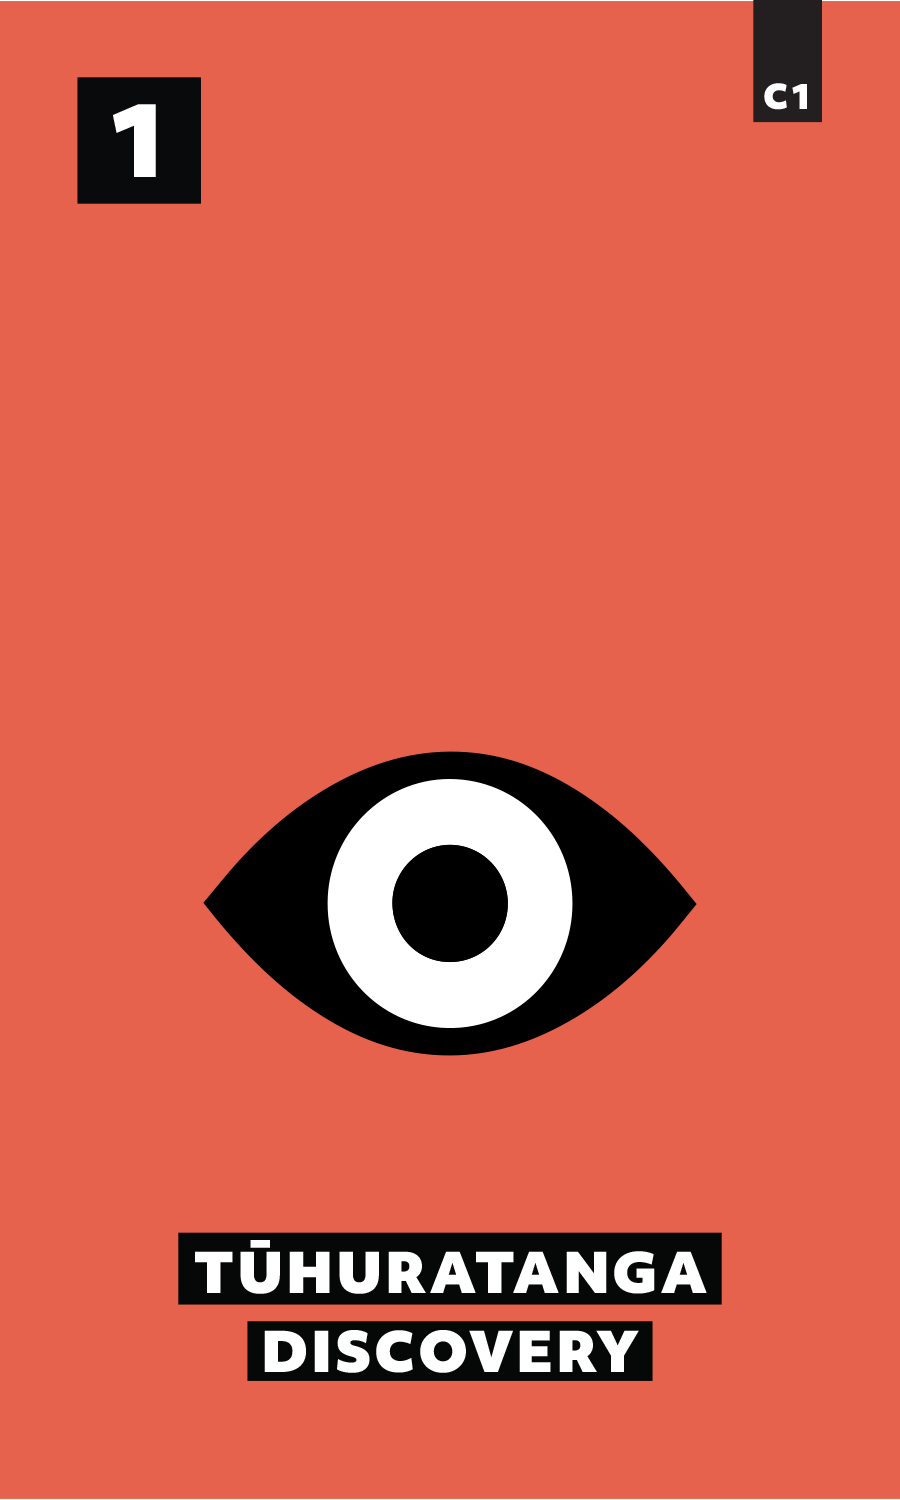 1
C1
TŪHURATANGA
DISCOVERY